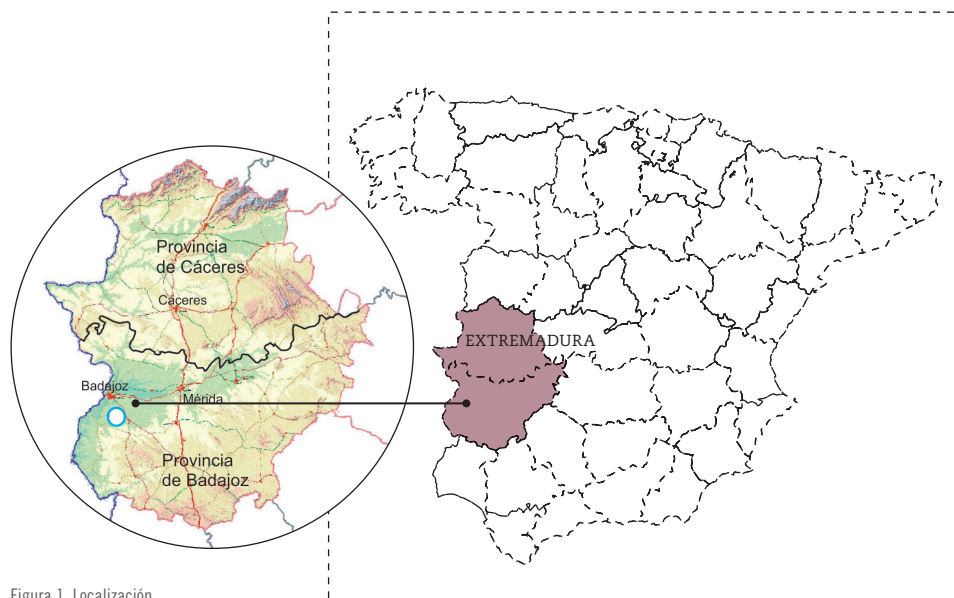 Provincia
de Cáceres
Cáceres
EXTREMADURA
Badajoz
Mérida
Provincia
de Badajoz
Figura 1. Localización